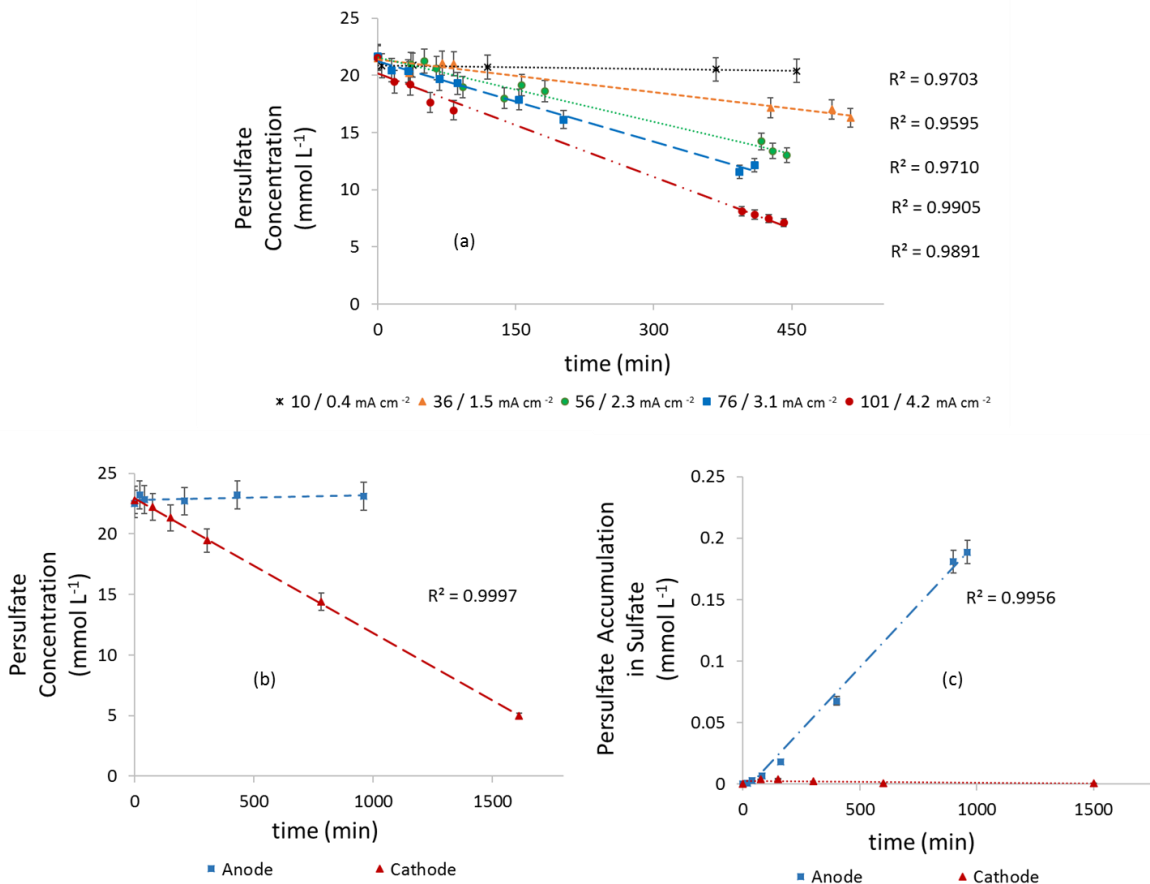 25
20
15
10
5
0
0
150
300
450
Persulfate
Concentration
(mmol L⁻¹)
time (min)
(a)
R² = 0.9703
R² = 0.9595
R² = 0.9710
R² = 0.9905
R² = 0.9891
10 / 0.4 mA cm⁻² 36 / 1.5 mA cm⁻² 56 / 2.3 mA cm⁻² 76 / 3.1 mA cm⁻² 101 / 4.2 mA cm⁻²
25
20
15
10
5
0
0
500
1000
1500
Persulfate
Concentration
(mmol L⁻¹)
time (min)
(b)
R² = 0.9997
Anode Cathode
0.25
0.2
0.15
0.1
0.05
0
0
500
1000
1500
Persulfate Accumulation
in Sulfate
(mmol L⁻¹)
time (min)
(c)
R² = 0.9956
Anode Cathode